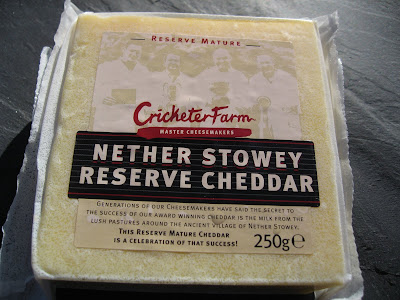 RESERVE MATURE
CricketerFarm
MASTER CHEESEMAKERS
NETHER STOWEY
RESERVE CHEDDAR
GENERATIONS OF OUR CHEESEMAKERS HAVE SAID THE SECRET TO
THE SUCCESS OF OUR AWARD WINNING CHEDDAR IS THE MILK FROM THE
LUSH PASTURES AROUND THE ANCIENT VILLAGE OF NETHER STOWEY.
THIS RESERVE MATURE CHEDDAR
IS A CELEBRATION OF THAT SUCCESS!
250g℮